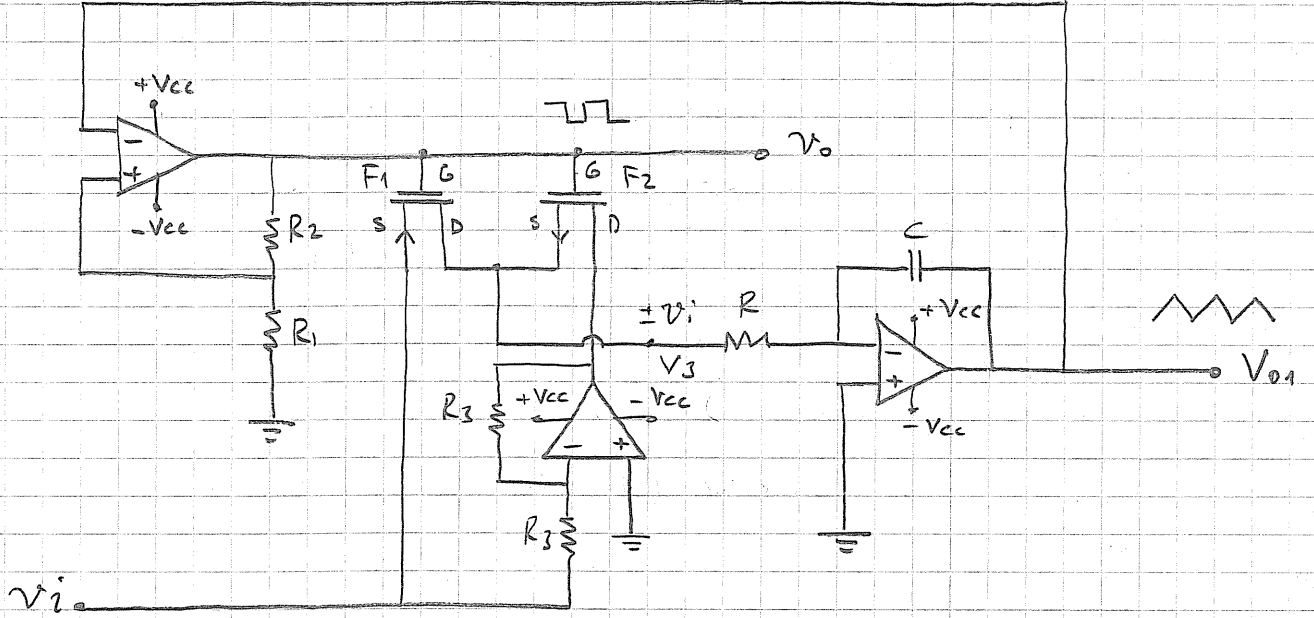 +Vcc
-
+
-Vcc
R2
R1
F1
G
S
D
G
F2
S
D
vo
±vi
R
V3
C
+Vcc
-
+
-Vcc
Vo1
R3
+Vcc
-Vcc
-
+
R3
vi